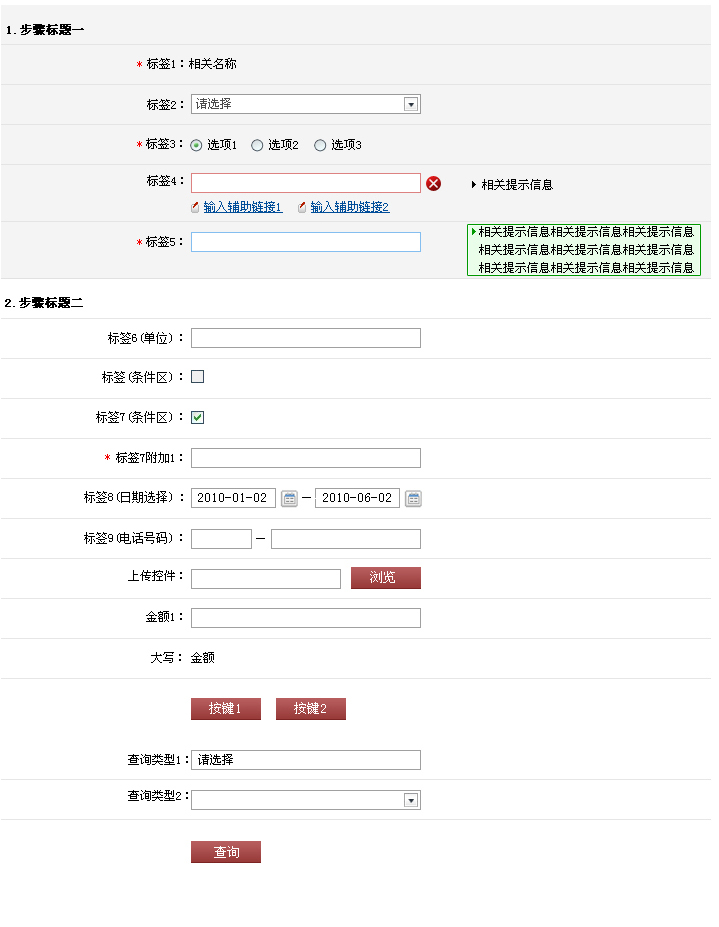 1. 步骤标题一
* 标签1：相关名称
标签2： 请选择
* 标签3： 选项1 选项2 选项3
标签4： 相关提示信息
输入辅助链接1 输入辅助链接2
* 标签5： 相关提示信息相关提示信息相关提示信息
相关提示信息相关提示信息相关提示信息
相关提示信息相关提示信息相关提示信息
2. 步骤标题二
标签6(单位)：
标签(条件区)：
标签7(条件区)：
* 标签7附加1：
标签8(日期选择)： 2010-01-02 — 2010-06-02
标签9(电话号码)： —
上传控件： 浏览
金额1：
大写： 金额
按键1 按键2
查询类型1： 请选择
查询类型2：
查询